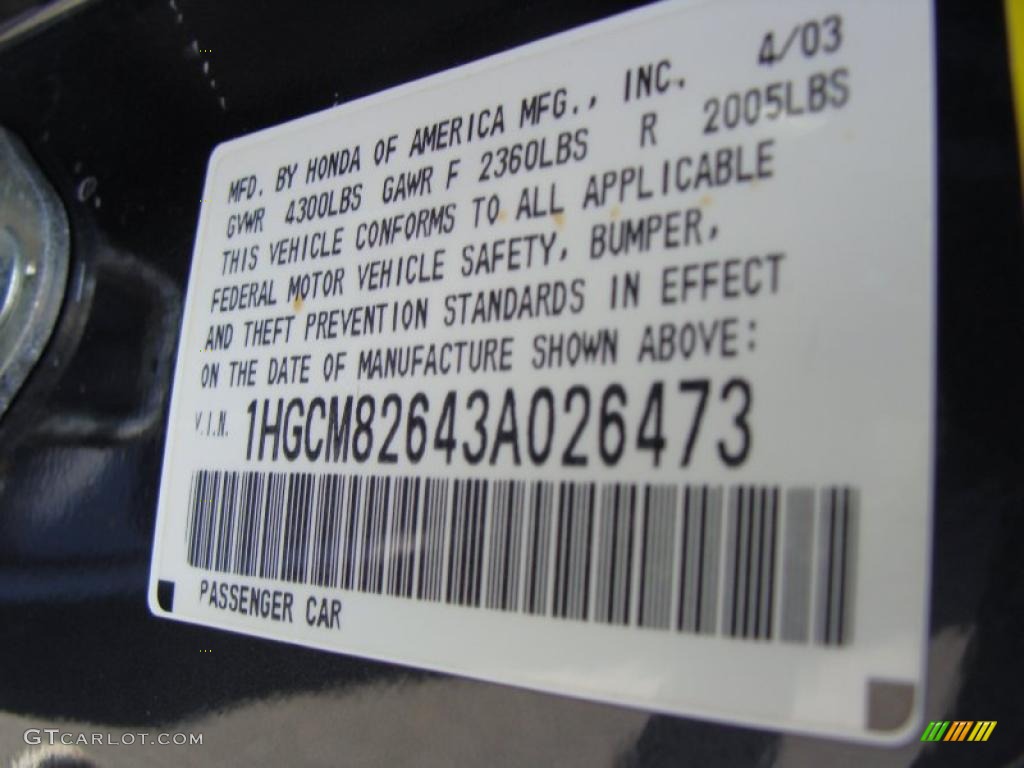 MFD. BY HONDA OF AMERICA MFG., INC. 4/03
GVWR 4300LBS GAWR F 2360LBS R 2005LBS
THIS VEHICLE CONFORMS TO ALL APPLICABLE
FEDERAL MOTOR VEHICLE SAFETY, BUMPER,
AND THEFT PREVENTION STANDARDS IN EFFECT
ON THE DATE OF MANUFACTURE SHOWN ABOVE:
V.I.N. 1HGCM82643A026473
PASSENGER CAR
GTCARLOT.COM